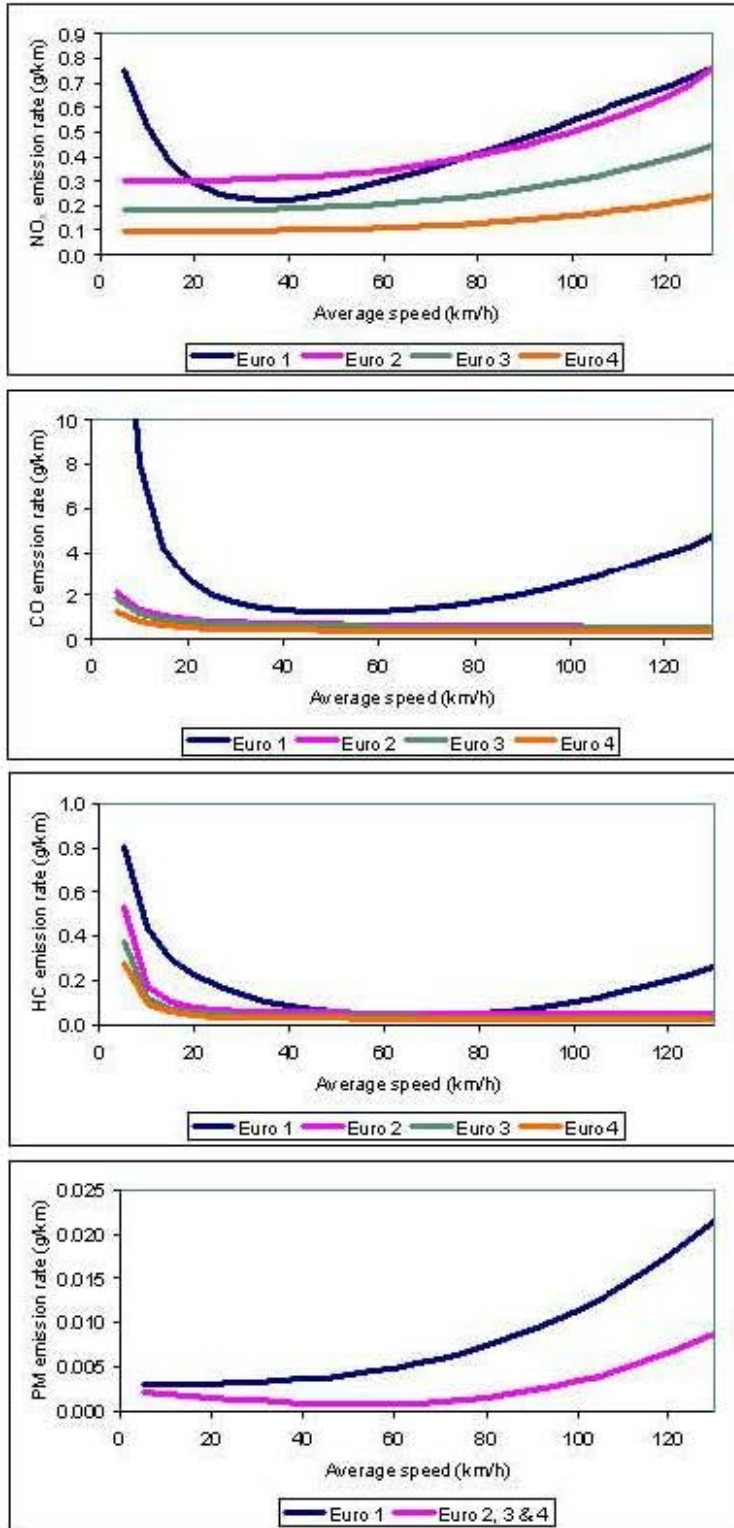 NOₓ emission rate (g/km)
0.9
0.8
0.7
0.6
0.5
0.4
0.3
0.2
0.1
0.0
0 20 40 60 80 100 120
Average speed (km/h)
Euro 1 Euro 2 Euro 3 Euro 4
CO emssion rate (g/km)
10
8
6
4
2
0
0 20 40 60 80 100 120
Average speed (km/h)
Euro 1 Euro 2 Euro 3 Euro 4
HC emission rate (g/km)
1.0
0.8
0.6
0.4
0.2
0.0
0 20 40 60 80 100 120
Average speed (km/h)
Euro 1 Euro 2 Euro 3 Euro 4
PM emission rate (g/km)
0.025
0.020
0.015
0.010
0.005
0.000
0 20 40 60 80 100 120
Average speed (km/h)
Euro 1 Euro 2, 3 & 4